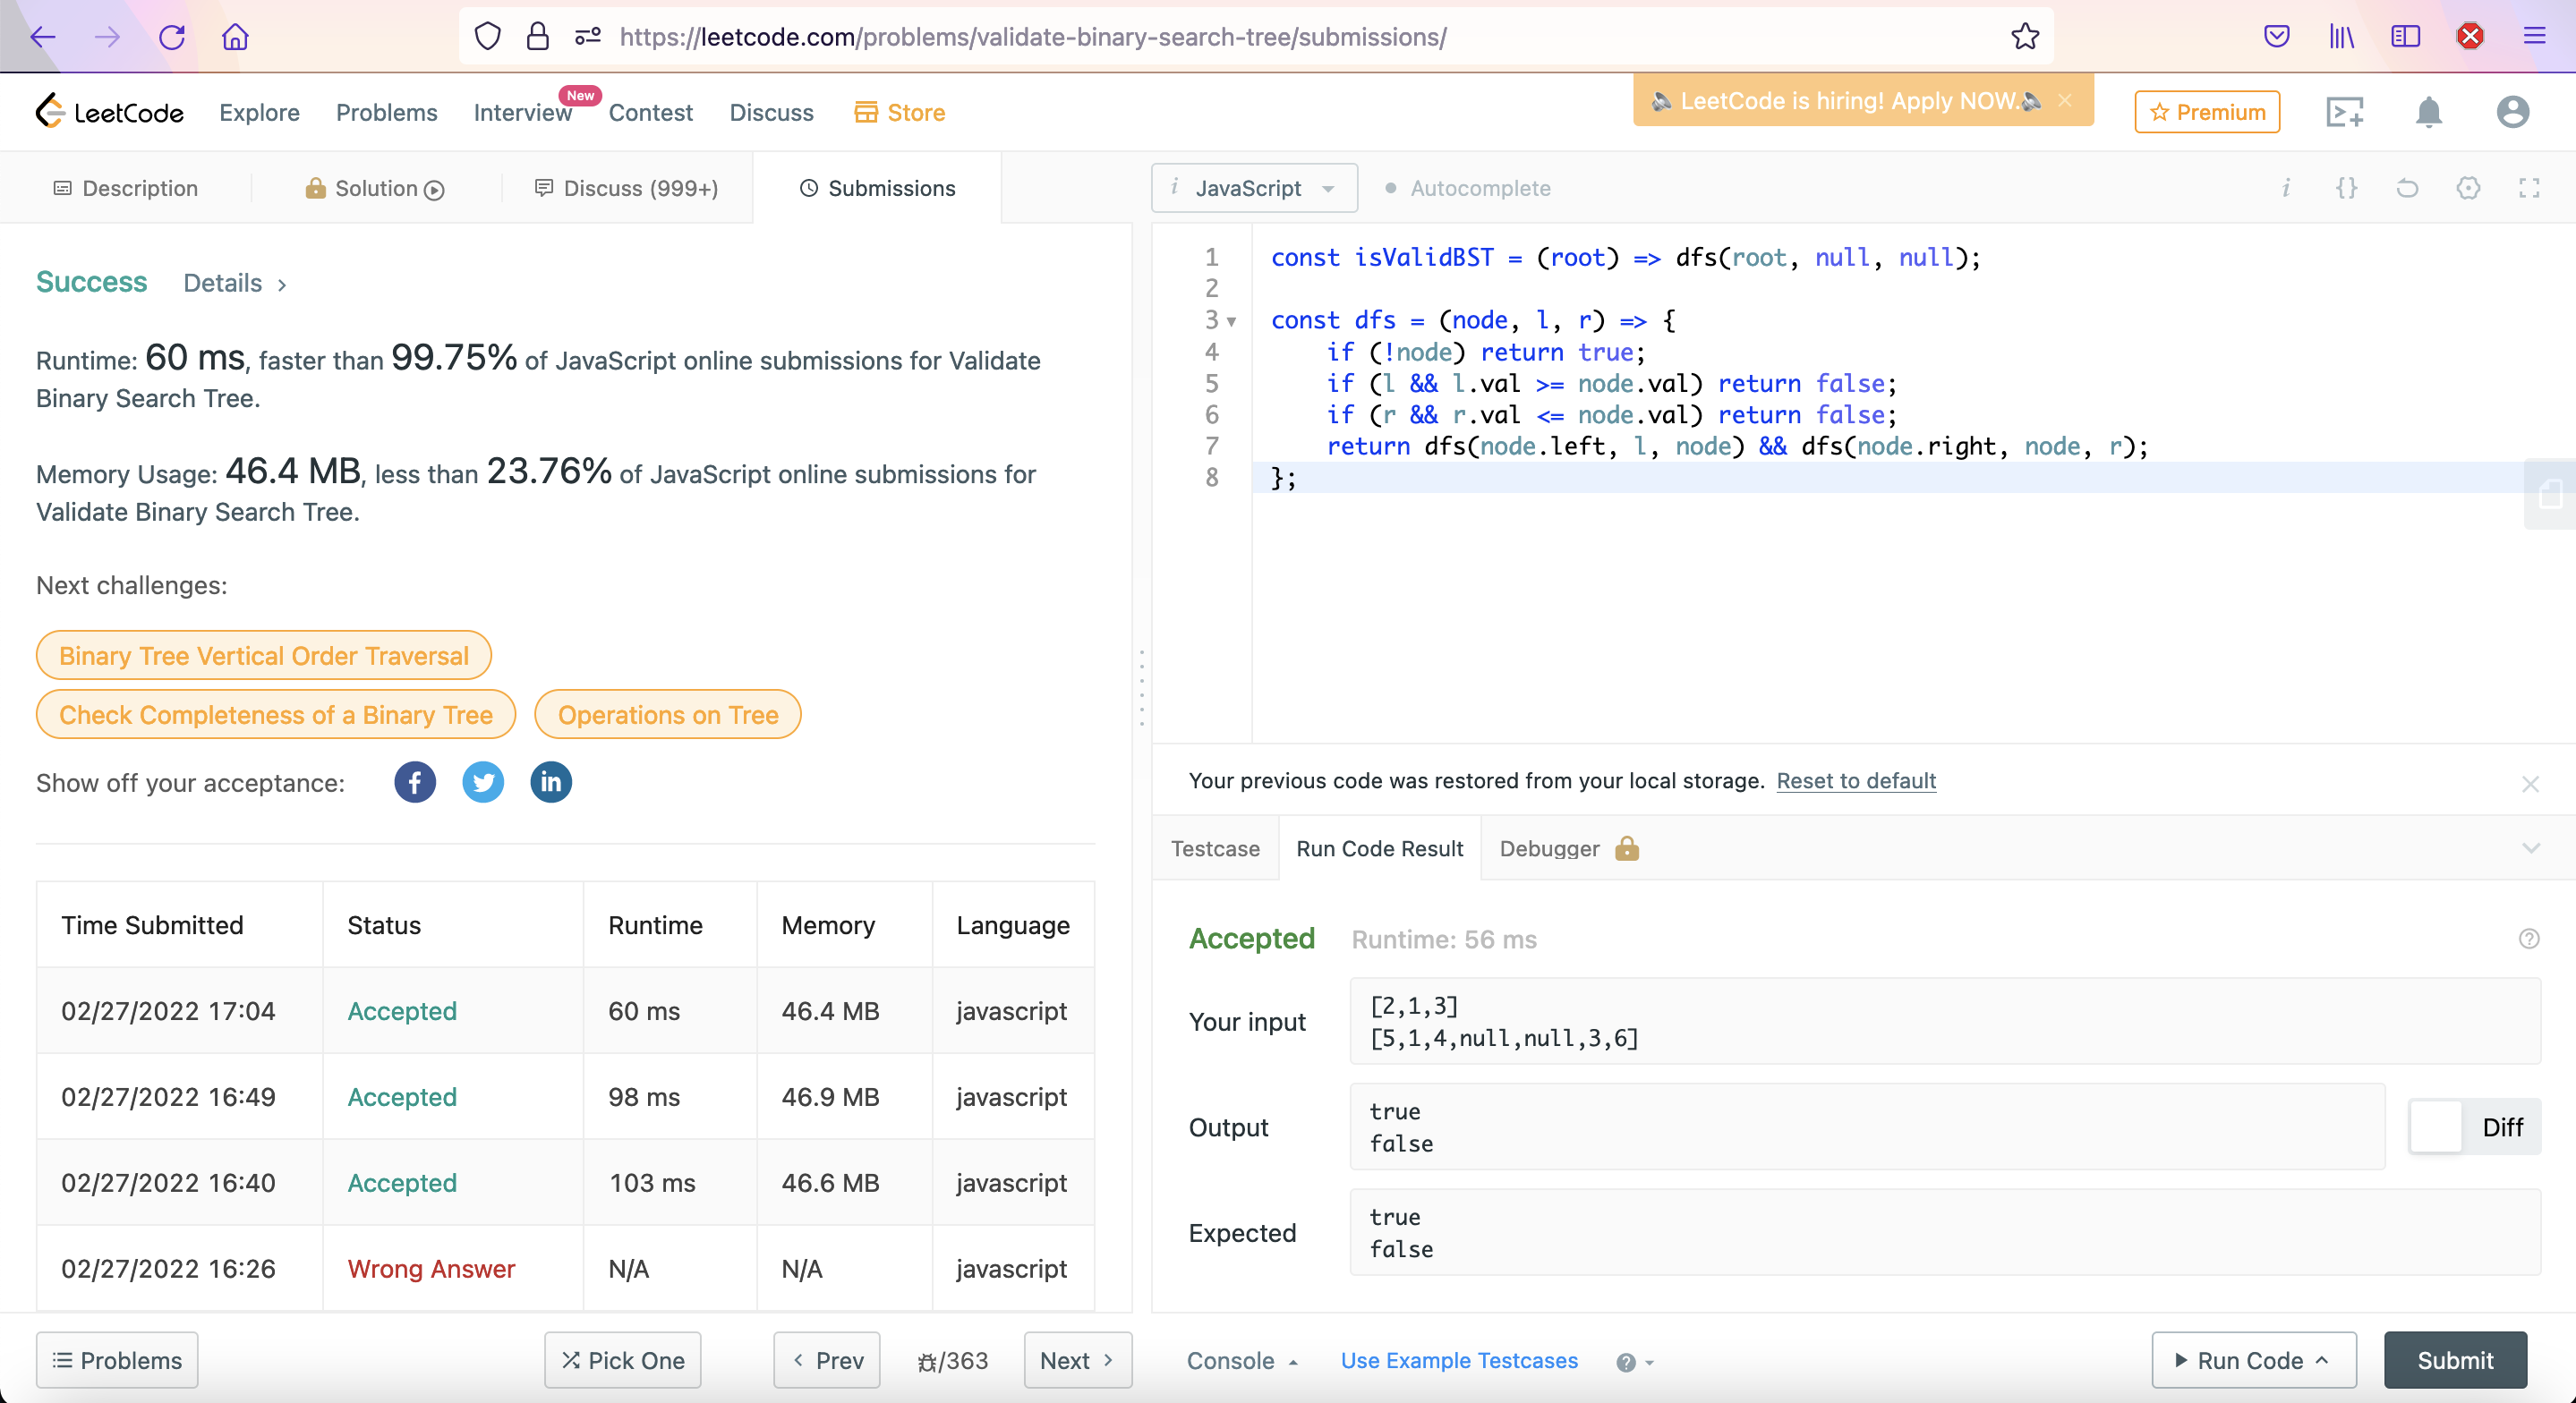 https://leetcode.com/problems/validate-binary-search-tree/submissions/
LeetCode Explore Problems Interview New Contest Discuss Store LeetCode is hiring! Apply NOW. Premium
Description Solution Discuss (999+) Submissions
i JavaScript Autocomplete i {}
Success Details
Runtime: 60 ms, faster than 99.75% of JavaScript online submissions for Validate
Binary Search Tree.
Memory Usage: 46.4 MB, less than 23.76% of JavaScript online submissions for
Validate Binary Search Tree.
Next challenges:
Binary Tree Vertical Order Traversal
Check Completeness of a Binary Tree Operations on Tree
Show off your acceptance: f in
Time Submitted Status Runtime Memory Language
02/27/2022 17:04 Accepted 60 ms 46.4 MB javascript
02/27/2022 16:49 Accepted 98 ms 46.9 MB javascript
02/27/2022 16:40 Accepted 103 ms 46.6 MB javascript
02/27/2022 16:26 Wrong Answer N/A N/A javascript
1 const isValidBST = (root) => dfs(root, null, null);
2
3 const dfs = (node, l, r) => {
4 if (!node) return true;
5 if (l && l.val >= node.val) return false;
6 if (r && r.val <= node.val) return false;
7 return dfs(node.left, l, node) && dfs(node.right, node, r);
8 };
Your previous code was restored from your local storage. Reset to default
Testcase Run Code Result Debugger
Accepted Runtime: 56 ms ?
Your input
[2,1,3]
[5,1,4,null,null,3,6]
Output
true
false
Diff
Expected
true
false
Problems Pick One < Prev /363 Next > Console Use Example Testcases ? Run Code Submit